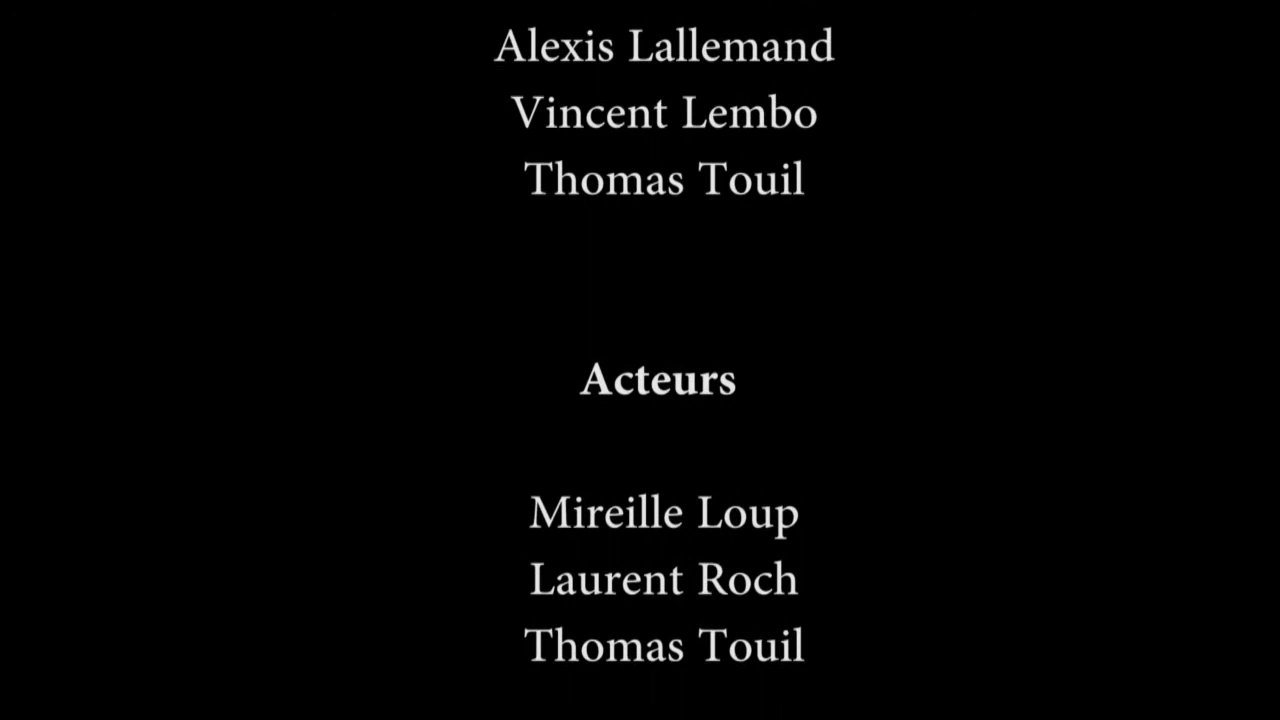 Alexis Lallemand
Vincent Lembo
Thomas Touil
Acteurs
Mireille Loup
Laurent Roch
Thomas Touil